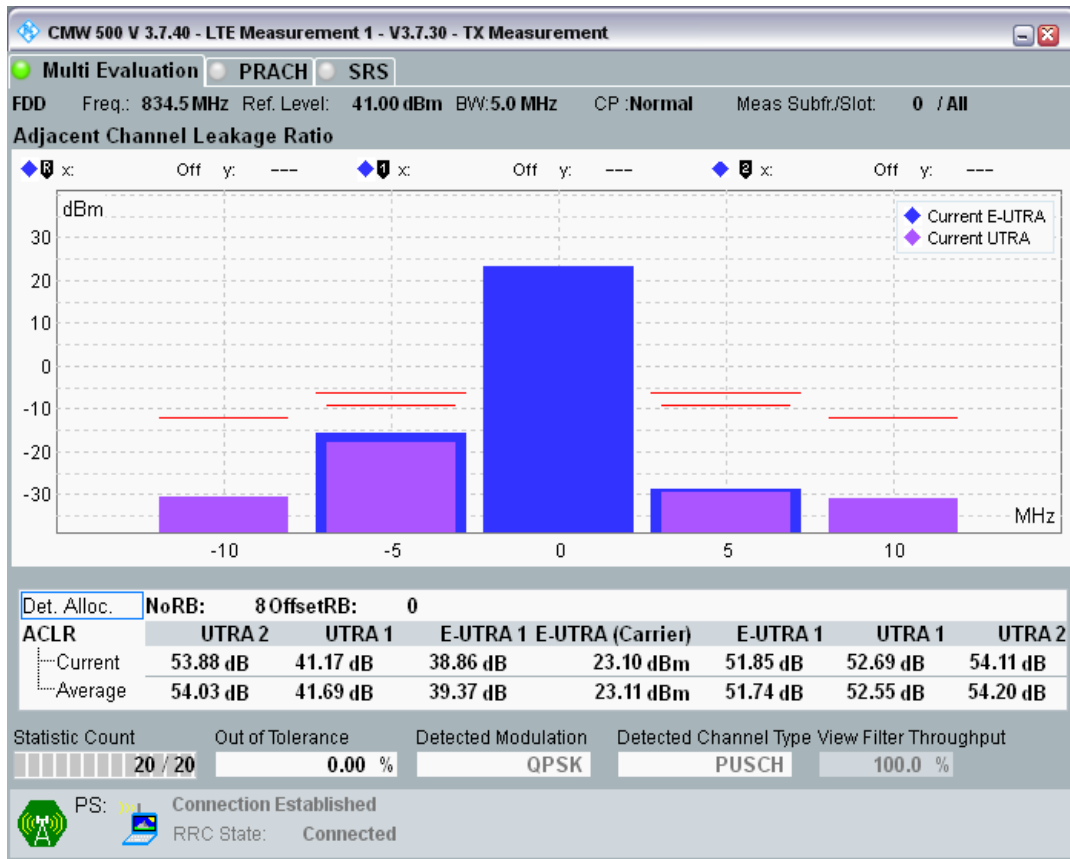 CMW 500 V 3.7.40 - LTE Measurement 1 - V3.7.30 - TX Measurement
Multi Evaluation PRACH SRS
FDD Freq.: 834.5 MHz Ref. Level: 41.00 dBm BW: 5.0 MHz CP : Normal Meas Subfr./Slot: 0 / All
Adjacent Channel Leakage Ratio
R x: Off y: --- 1 x: Off y: --- 2 x: Off y: ---
dBm
Current E-UTRA
Current UTRA
30
20
10
0
-10
-20
-30
MHz
-10 -5 0 5 10
Det. Alloc. NoRB: 8 OffsetRB: 0
ACLR UTRA 2 UTRA 1 E-UTRA 1 E-UTRA (Carrier) E-UTRA 1 UTRA 1 UTRA 2
Current 53.88 dB 41.17 dB 38.86 dB 23.10 dBm 51.85 dB 52.69 dB 54.11 dB
Average 54.03 dB 41.69 dB 39.37 dB 23.11 dBm 51.74 dB 52.55 dB 54.20 dB
Statistic Count Out of Tolerance Detected Modulation Detected Channel Type View Filter Throughput
20 / 20 0.00 % QPSK PUSCH 100.0 %
PS: Connection Established
RRC State: Connected